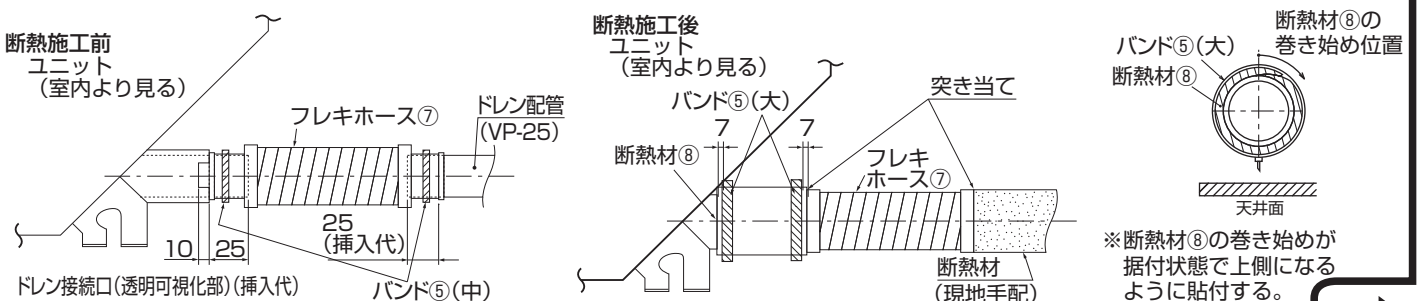 断熱施工前
ユニット
(室内より見る)
フレキホース⑦
ドレン配管
(VP-25)
10
25
25
(挿入代)
ドレン接続口(透明可視化部)(挿入代)
バンド⑤(中)
断熱施工後
ユニット
(室内より見る)
バンド⑤(大)
突き当て
7
7
断熱材⑧
フレキ
ホース⑦
断熱材
(現地手配)
断熱材⑧の
巻き始め位置
バンド⑤(大)
断熱材⑧
天井面
※断熱材⑧の巻き始めが
据付状態で上側になる
ように貼付する。